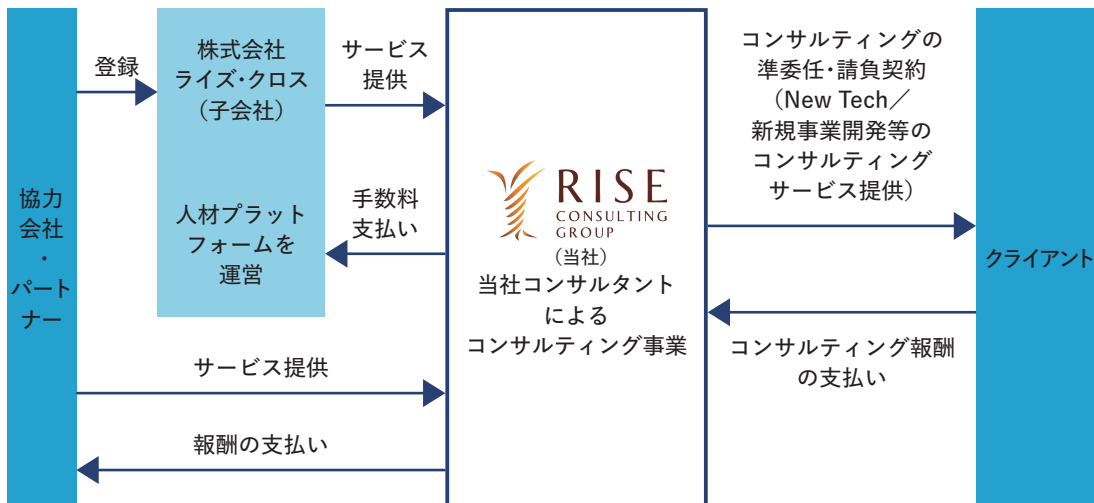 協力
会社
・
パート
ナー
登録
株式会社
ライズ・クロス
（子会社）
人材プラット
フォームを
運営
サービス
提供
手数料
支払い
サービス提供
報酬の支払い
RISE
CONSULTING
GROUP
（当社）
当社コンサルタント
による
コンサルティング事業
コンサルティングの
準委任・請負契約
（New Tech／
新規事業開発等の
コンサルティング
サービス提供）
コンサルティング報酬
の支払い
クライアント